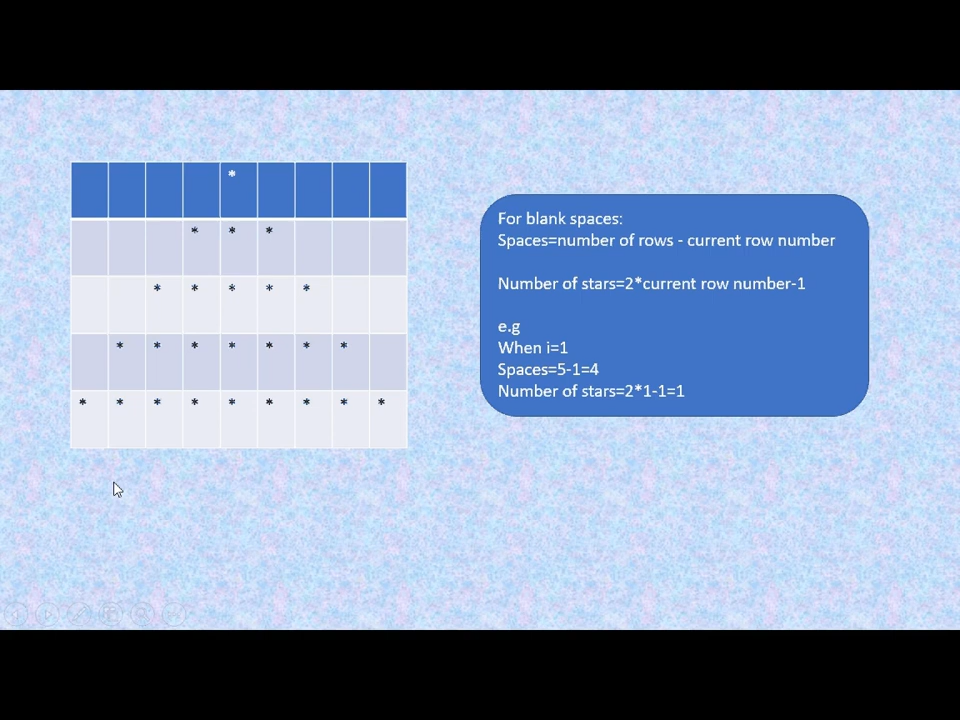 *
* * *
* * * * *
* * * * * * *
* * * * * * * * *
For blank spaces:
Spaces=number of rows - current row number
Number of stars=2*current row number-1
e.g
When i=1
Spaces=5-1=4
Number of stars=2*1-1=1